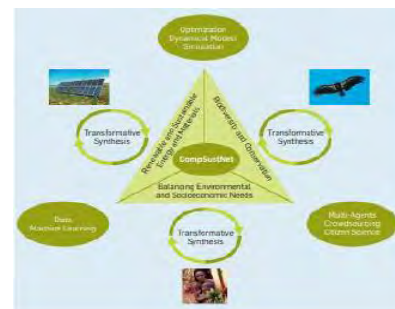 Optimization
Dynamical Model
Simulation
Transformative
Synthesis
Renewable and Sustainable
Energy and Materials
Biodiversity and Conservation
Transformative
Synthesis
CompSustNet
Balancing Environmental
and Socioeconomic Needs
Data
Machine Learning
Transformative
Synthesis
Multi-Agents
Crowdsourcing
Citizen Science